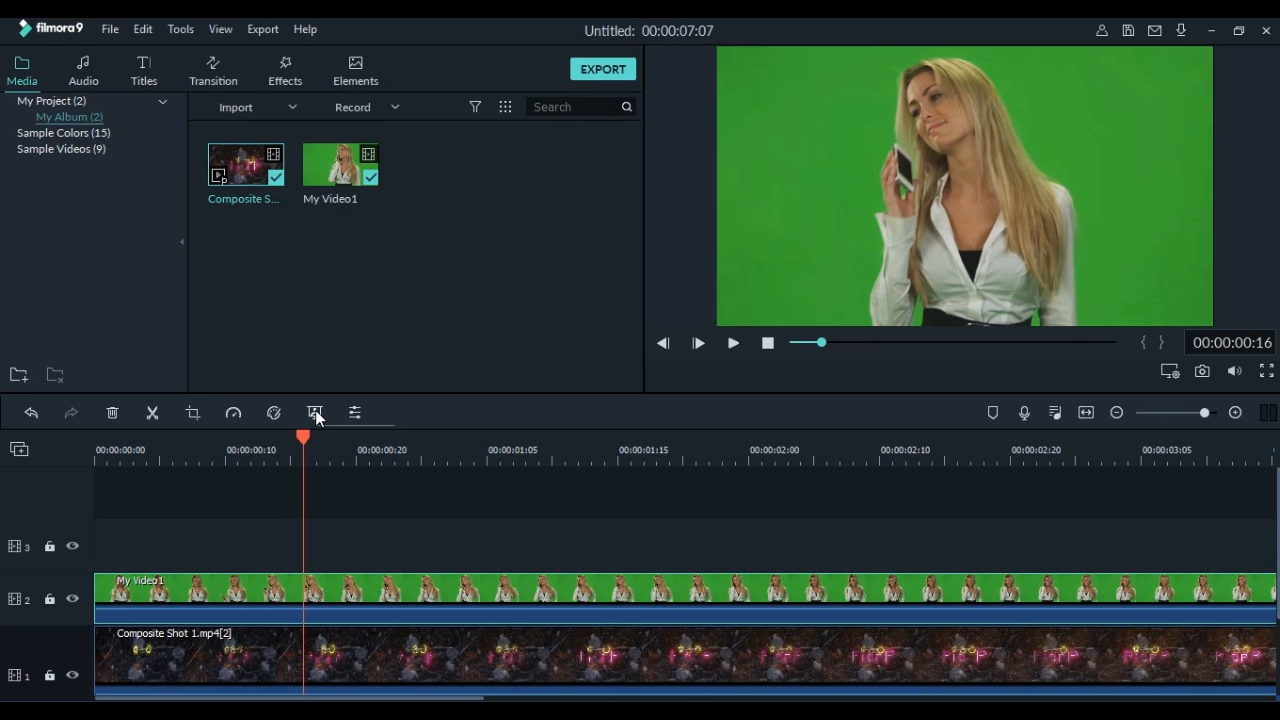 filmora9 File Edit Tools View Export Help Untitled: 00:00:07:07
Media Audio Titles Transition Effects Elements EXPORT
My Project (2) Import Record Search
My Album (2)
Sample Colors (15)
Sample Videos (9)
Composite S... My Video1
00:00:00:16
00:00:00:00 00:00:00:10 00:00:00:20 00:00:01:05 00:00:01:15 00:00:02:00 00:00:02:10 00:00:02:20 00:00:03:05
3
My Video1
2
Composite Shot 1.mp4[2]
1